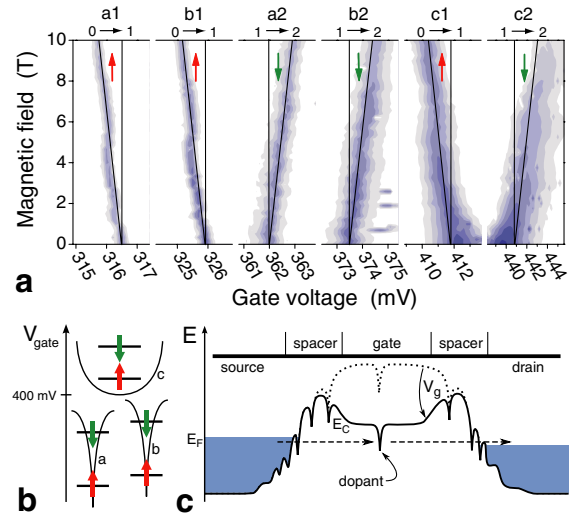 a1 b1 a2 b2 c1 c2
0 → 1 0 → 1 1 → 2 1 → 2 0 → 1 1 → 2
Magnetic field (T)
10
8
6
4
2
0
315 316 317 325 326 361 362 363 373 374 375 410 412 440 442 444
Gate voltage (mV)
a
V gate
400 mV
c
a
b
b
E
spacer gate spacer
source drain
V g
E C
E F
dopant
c